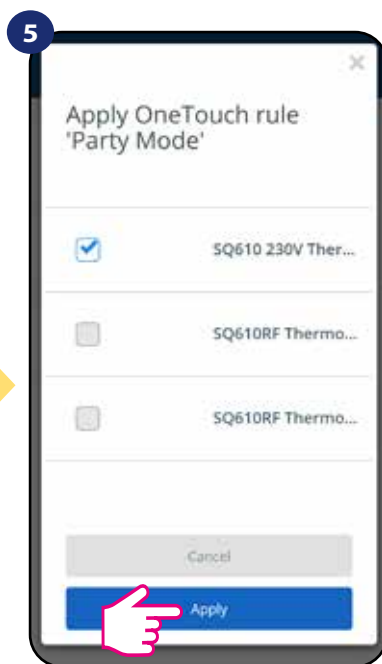 5
×
Apply OneTouch rule
'Party Mode'
SQ610 230V Ther...
SQ610RF Thermo...
SQ610RF Thermo...
Cancel
Apply